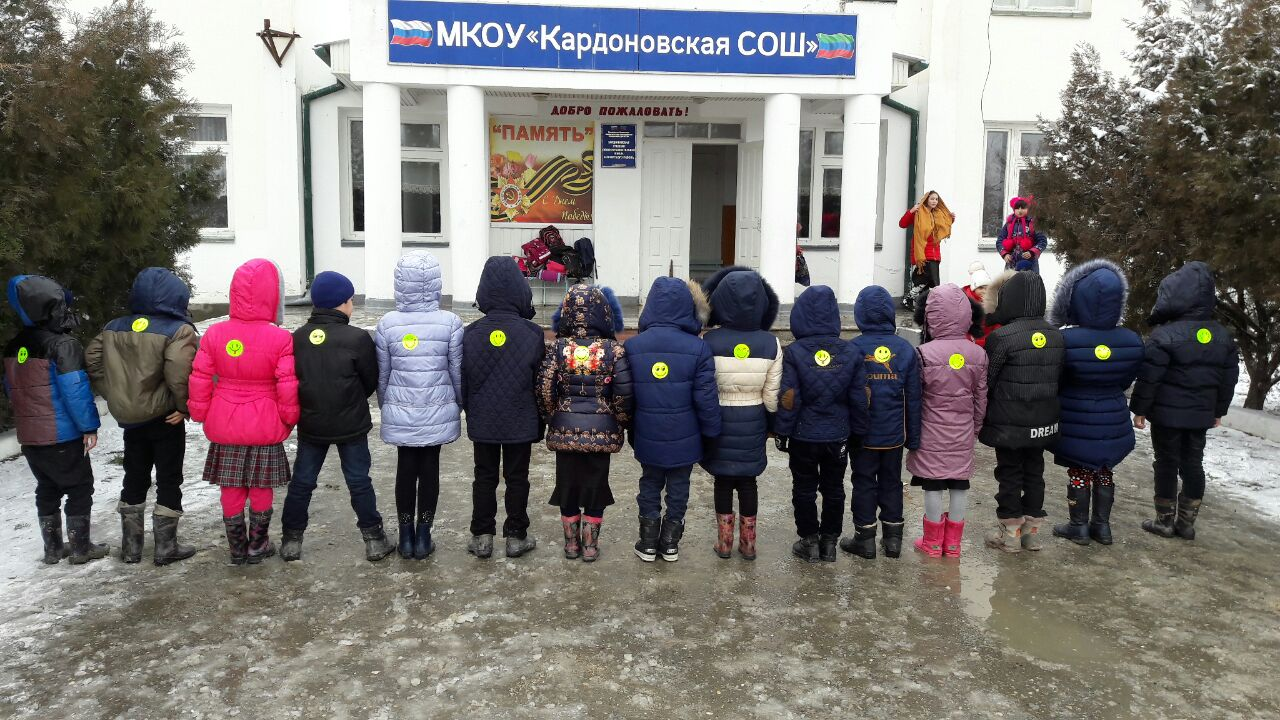 МКОУ «Кардоновская СОШ»
ДОБРО ПОЖАЛОВАТЬ!
"ПАМЯТЬ"
С Днем
Победы!
puma
DREAM